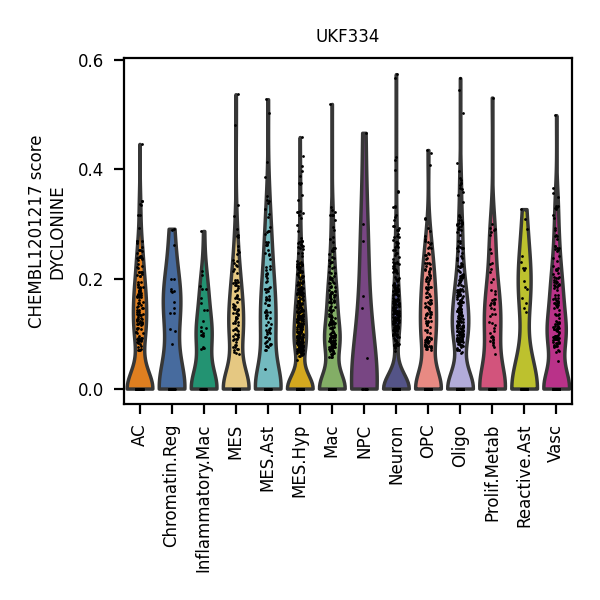 UKF334
CHEMBL1201217 score
DYCLONINE
0.6
0.4
0.2
0.0
AC
Chromatin.Reg
Inflammatory.Mac
MES
MES.Ast
MES.Hyp
Mac
NPC
Neuron
OPC
Oligo
Prolif.Metab
Reactive.Ast
Vasc